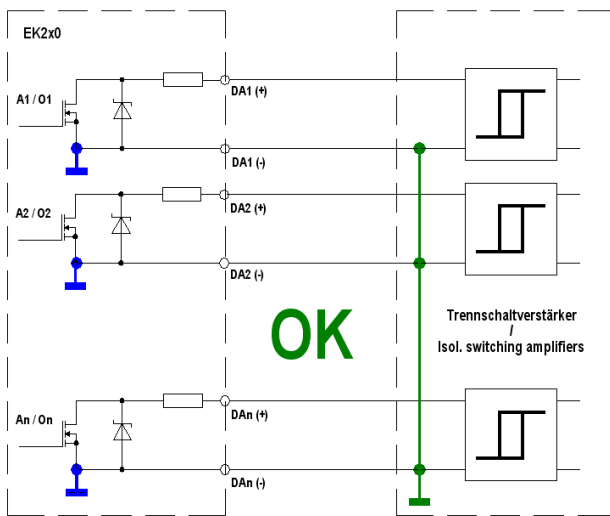 EK2x0
A1 / O1
DA1 (+)
DA1 (-)
A2 / O2
DA2 (+)
DA2 (-)
OK
Trennschaltverstärker
/
Isol. switching amplifiers
An / On
DAn (+)
DAn (-)